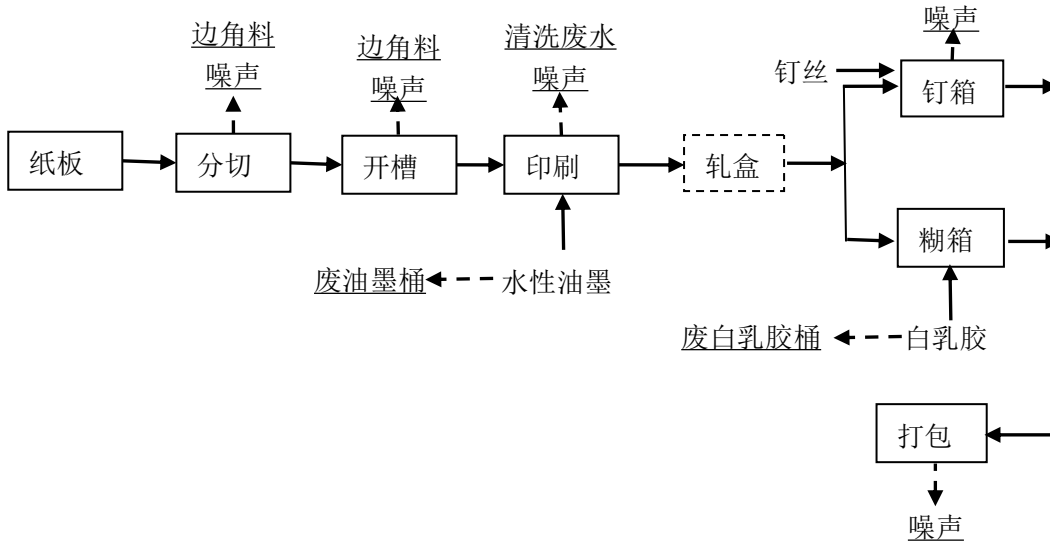 边角料
噪声
边角料
噪声
清洗废水
噪声
噪声
钉丝
钉箱
纸板
分切
开槽
印刷
轧盒
糊箱
废油墨桶
水性油墨
废白乳胶桶
白乳胶
打包
噪声